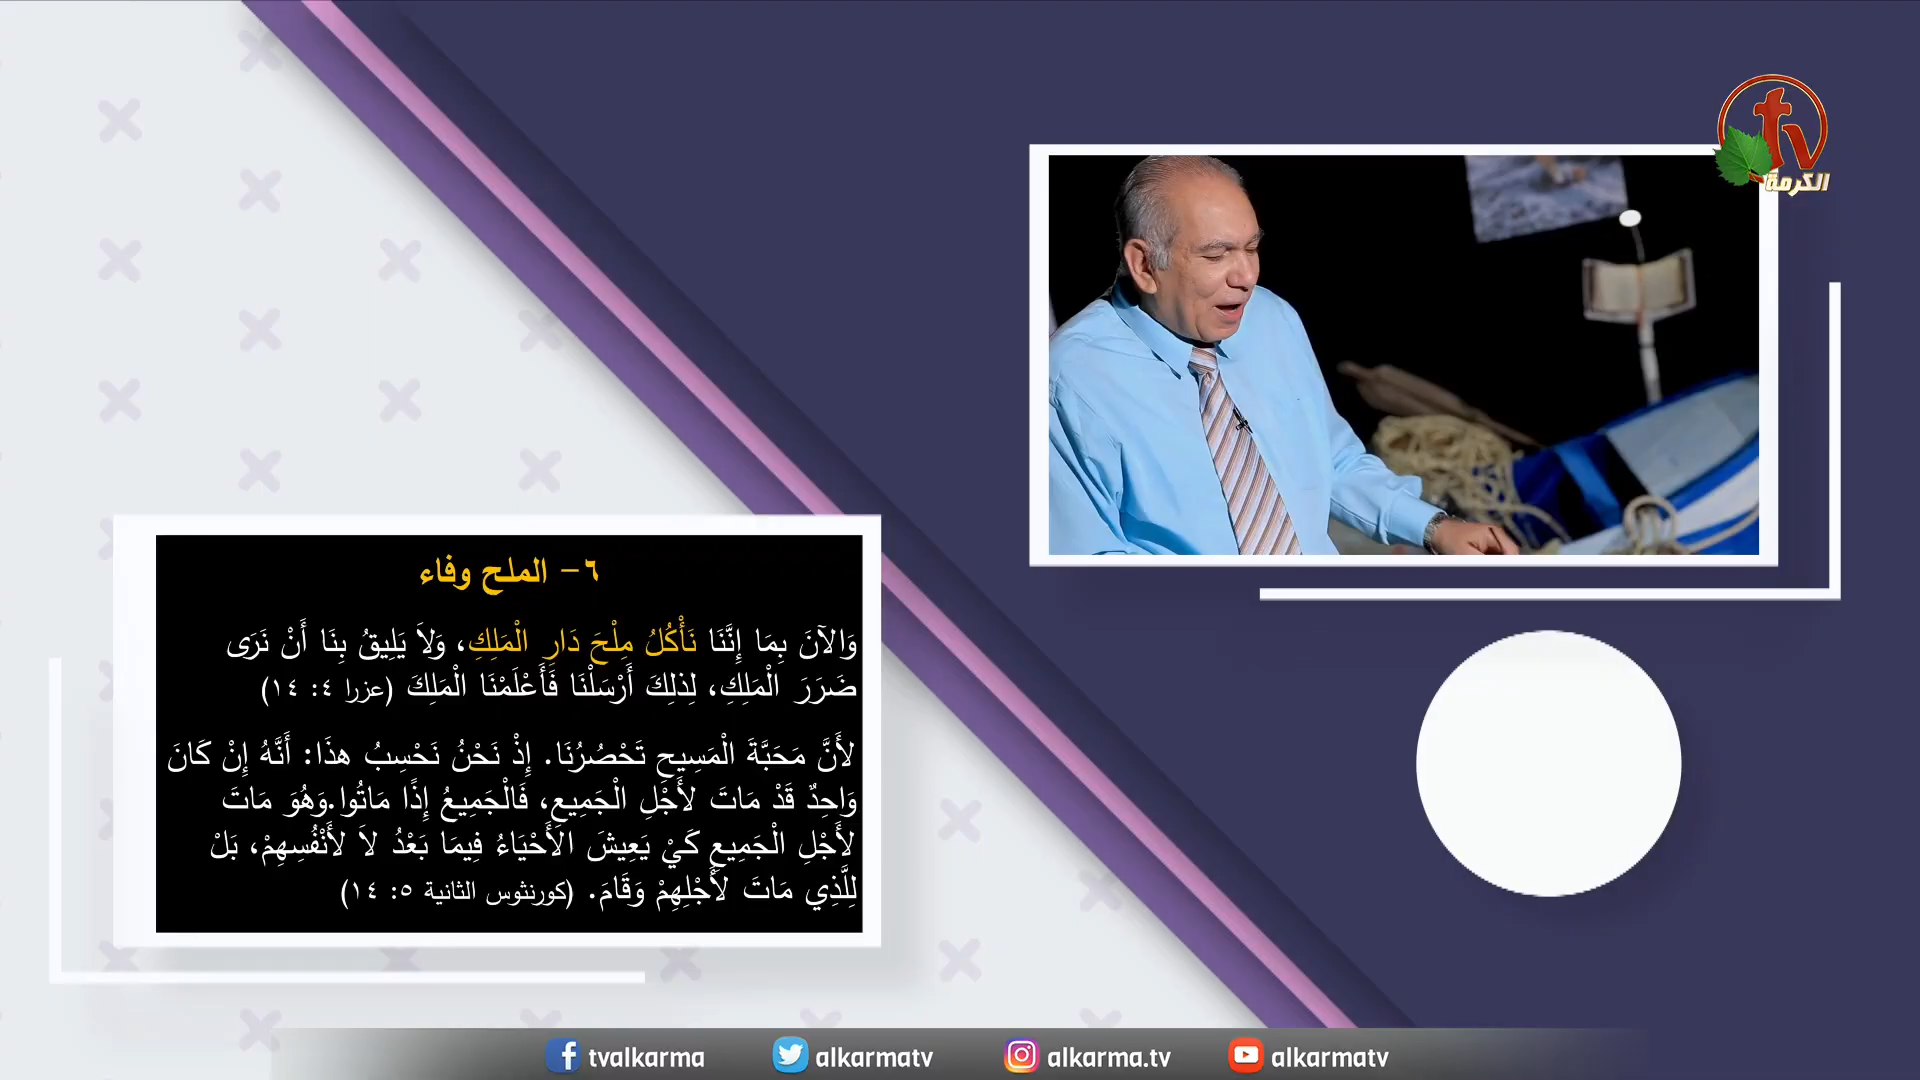 tv
الكرمة
٦- الملح وفاء
وَالآنَ بِمَا إِنَّنَا نَأْكُلُ مِلْحَ دَارِ الْمَلِكِ، وَلاَ يَلِيقُ بِنَا أَنْ نَرَى
ضَرَرَ الْمَلِكِ، لِذلِكَ أَرْسَلْنَا فَأَعْلَمْنَا الْمَلِكَ (عزرا ٤: ١٤)
لأَنَّ مَحَبَّةَ الْمَسِيحِ تَحْصُرُنَا. إِذْ نَحْنُ نَحْسِبُ هذَا: أَنَّهُ إِنْ كَانَ
وَاحِدٌ قَدْ مَاتَ لأَجْلِ الْجَمِيعِ، فَالْجَمِيعُ إِذًا مَاتُوا.وَهُوَ مَاتَ
لأَجْلِ الْجَمِيعِ كَيْ يَعِيشَ الأَحْيَاءُ فِيمَا بَعْدُ لاَ لأَنْفُسِهِمْ، بَلْ
لِلَّذِي مَاتَ لأَجْلِهِمْ وَقَامَ. (كورنثوس الثانية ٥: ١٤)
tvalkarma alkarmatv alkarma.tv alkarmatv